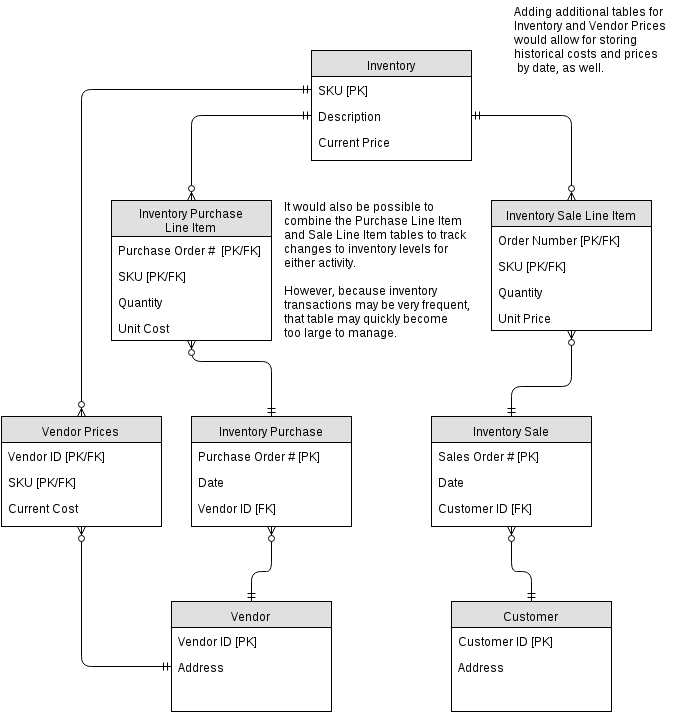 Adding additional tables for
Inventory and Vendor Prices
would allow for storing
historical costs and prices
by date, as well.
Inventory
SKU [PK]
Description
Current Price
Inventory Purchase
Line Item
Purchase Order #  [PK/FK]
SKU [PK/FK]
Quantity
Unit Cost
It would also be possible to
combine the Purchase Line Item
and Sale Line Item tables to track
changes to inventory levels for
either activity.
However, because inventory
transactions may be very frequent,
that table may quickly become
too large to manage.
Inventory Sale Line Item
Order Number [PK/FK]
SKU [PK/FK]
Quantity
Unit Price
Vendor Prices
Vendor ID [PK/FK]
SKU [PK/FK]
Current Cost
Inventory Purchase
Purchase Order # [PK]
Date
Vendor ID [FK]
Inventory Sale
Sales Order # [PK]
Date
Customer ID [FK]
Vendor
Vendor ID [PK]
Address
Customer
Customer ID [PK]
Address